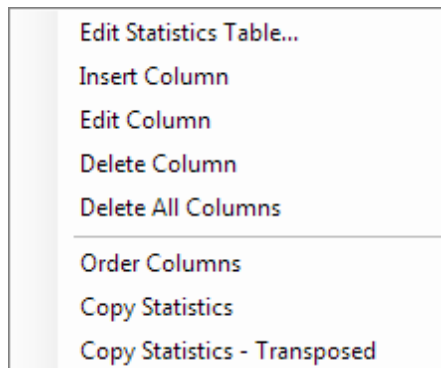 Edit Statistics Table...
Insert Column
Edit Column
Delete Column
Delete All Columns
Order Columns
Copy Statistics
Copy Statistics - Transposed